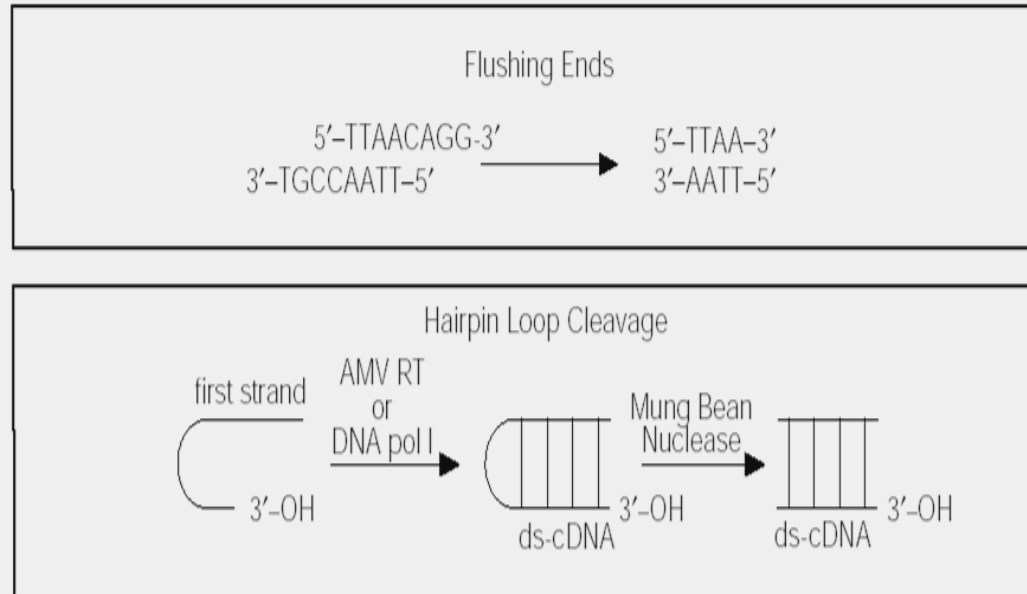 Flushing Ends
5′–TTAACAGG-3′
3′–TGCCAATT–5′
5′–TTAA–3′
3′–AATT–5′
Hairpin Loop Cleavage
first strand
3′–OH
AMV RT
or
DNA pol I
3′–OH
ds-cDNA
Mung Bean
Nuclease
3′–OH
ds-cDNA